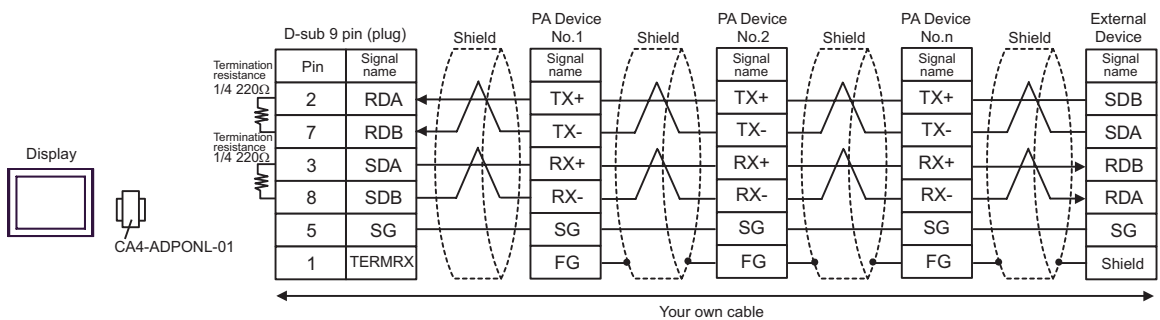 PA Device PA Device PA Device External
D-sub 9 pin (plug) Shield No.1 Shield No.2 Shield No.n Shield Device
Termination resistance 1/4 220Ω
Pin Signal name Signal name Signal name Signal name Signal name
2 RDA TX+ TX+ TX+ SDB
7 RDB TX- TX- TX- SDA
Termination resistance 1/4 220Ω
3 SDA RX+ RX+ RX+ RDB
8 SDB RX- RX- RX- RDA
5 SG SG SG SG SG
1 TERMRX FG FG FG Shield
Display
CA4-ADPONL-01
Your own cable